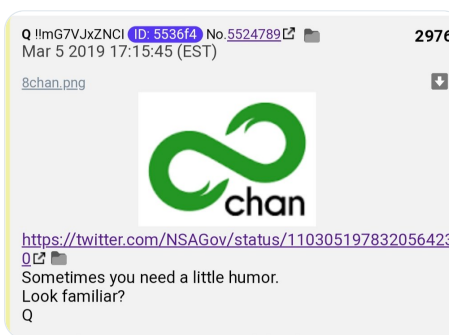 Q !!mG7VJxZNCI ID: 5536f4 No.5524789 2976
Mar 5 2019 17:15:45 (EST)
8chan.png
chan
https://twitter.com/NSAGov/status/110305197832056423
0
Sometimes you need a little humor.
Look familiar?
Q